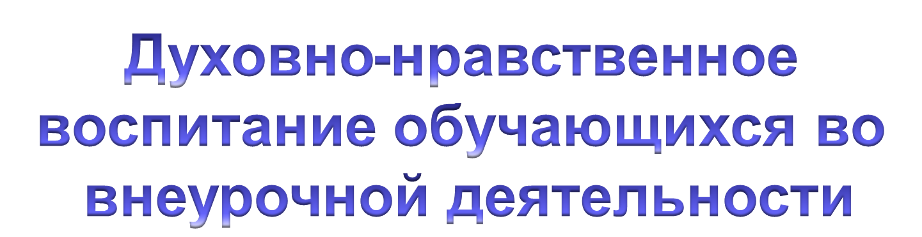 Духовно-нравственное
воспитание обучающихся во
внеурочной деятельности